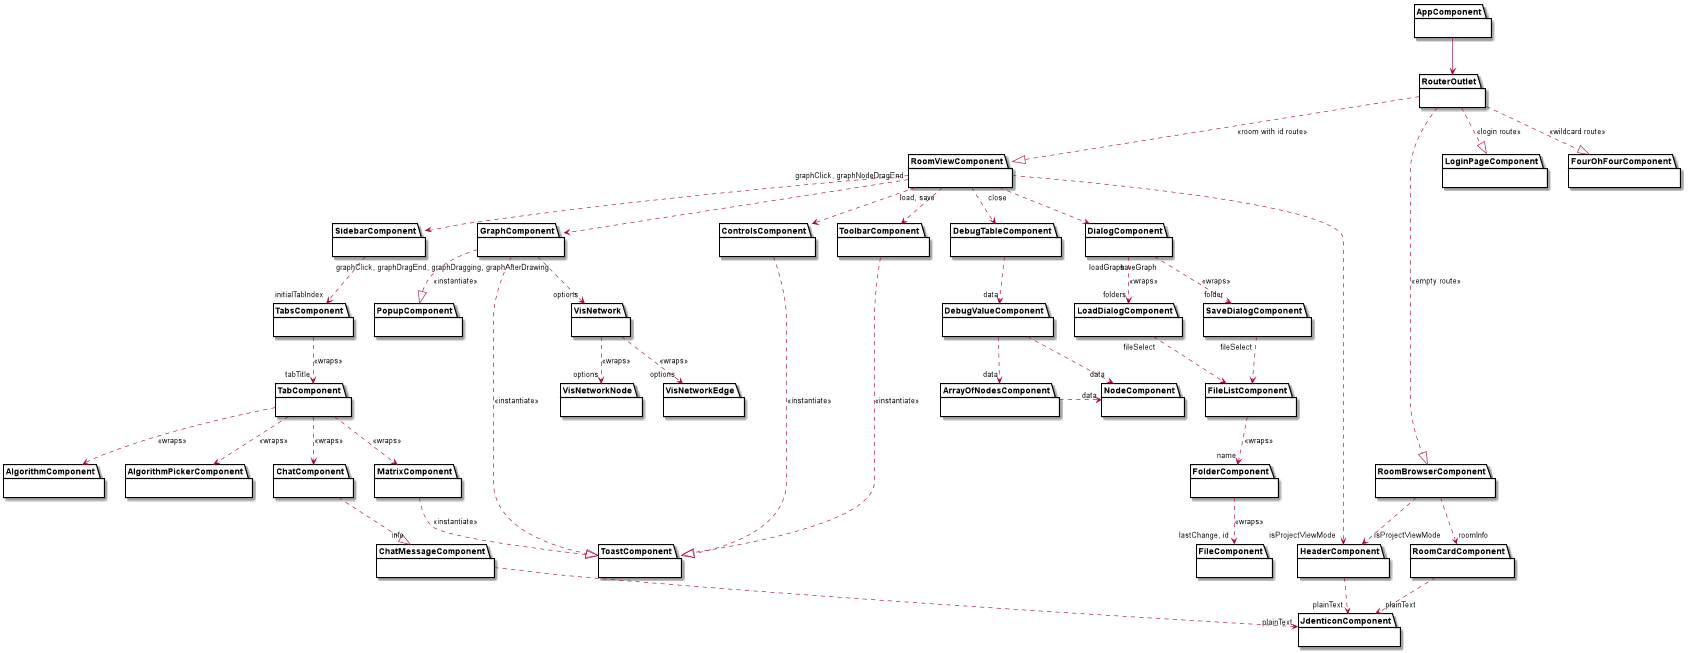 AppComponent
RouterOutlet
«room with id route»
«login route»
«wildcard route»
RoomViewComponent
LoginPageComponent
FourOhFourComponent
graphClick, graphNodeDragEnd
load, save
close
SidebarComponent
GraphComponent
ControlsComponent
ToolbarComponent
DebugTableComponent
DialogComponent
graphClick, graphDragEnd, graphDragging, graphAfterDrawing
loadGraph
saveGraph
«instantiate»
«wraps»
«wraps»
«empty route»
initialTabIndex
options
data
folders
folder
TabsComponent
PopupComponent
VisNetwork
DebugValueComponent
LoadDialogComponent
SaveDialogComponent
«wraps»
«wraps»
«wraps»
fileSelect
fileSelect
tabTitle
options
options
data
data
TabComponent
VisNetworkNode
VisNetworkEdge
ArrayOfNodesComponent
data
NodeComponent
FileListComponent
«instantiate»
«instantiate»
«instantiate»
«wraps»
«wraps»
«wraps»
«wraps»
«wraps»
name
AlgorithmComponent
AlgorithmPickerComponent
ChatComponent
MatrixComponent
FolderComponent
RoomBrowserComponent
«instantiate»
«wraps»
info
lastChange, id
isProjectViewMode
isProjectViewMode
roomInfo
ChatMessageComponent
ToastComponent
FileComponent
HeaderComponent
RoomCardComponent
plainText
plainText
plainText
JdenticonComponent